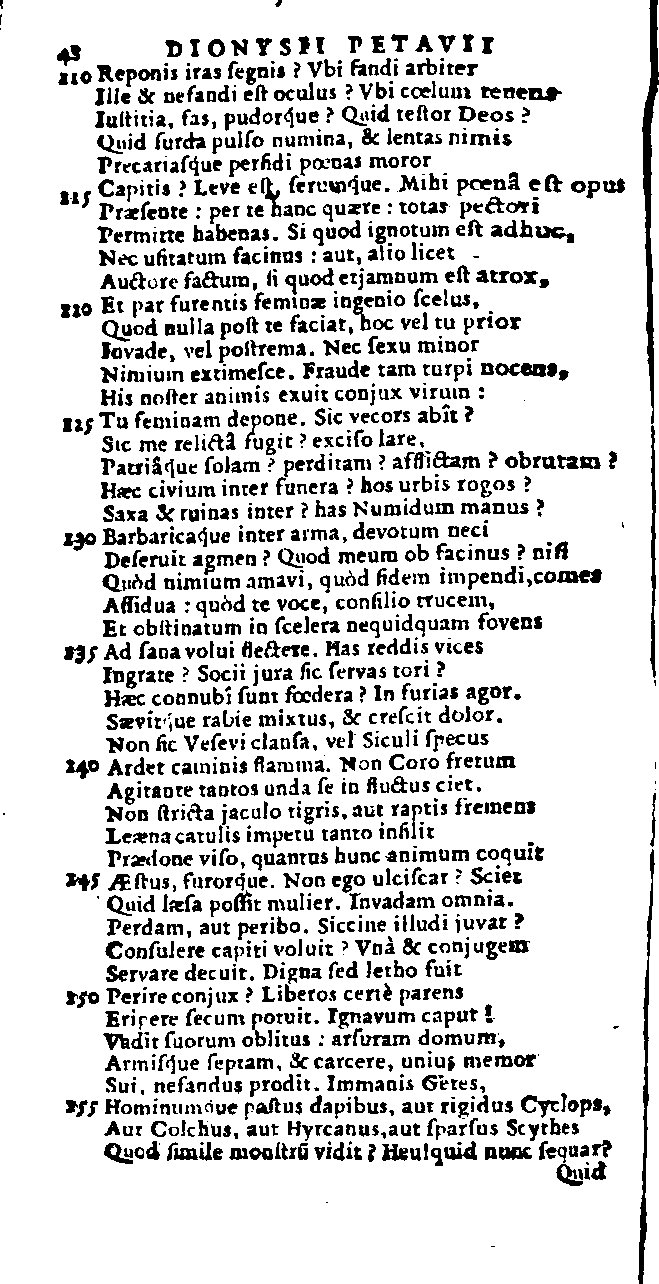 48 DIONYSII PETAVII
210 Reponis iras ſegnis ? Vbi fandi arbiter
Ille & nefandi eſt oculus ? Vbi cœlum tenens
Iuſtitia, fas, pudorque ? Quid teſtor Deos ?
Quid ſurda pulſo numina, & lentas nimis
Precariaſque perfidi pœnas moror
215 Capitis ? Leve eſt, ſerumque. Mihi pœnâ eſt opus
Præſente : per te hanc quære : totas pectori
Permitte habenas. Si quod ignotum eſt adhuc,
Nec uſitatum facinus : aut, alio licet
Auctore factum, ſi quod etjamnum eſt atrox,
220 Et par furentis feminæ ingenio ſcelus,
Quod nulla poſt te faciat, hoc vel tu prior
Invade, vel poſtrema. Nec ſexu minor
Nimium extimeſce. Fraude tam turpi nocens,
His noſter animis exuit conjux virum :
225 Tu feminam depone. Sic vecors abît ?
Sic me relictâ fugit ? exciſo lare,
Patriâque ſolam ? perditam ? afflictam ? obrutam ?
Hæc civium inter funera ? hos urbis rogos ?
Saxa & ruinas inter ? has Numidum manus ?
230 Barbaricaque inter arma, devotum neci
Deſeruit agmen ? Quod meum ob facinus ? niſi
Quòd nimium amavi, quòd fidem impendi, comes
Aſſidua : quòd te voce, conſilio trucem,
Et obſtinatum in ſcelera nequidquam fovens
235 Ad ſana volui flectere. Has reddis vices
Ingrate ? Socii jura ſic ſervas tori ?
Hæc connubî ſunt fœdera ? In furias agor.
Sævitque rabie mixtus, & creſcit dolor.
Non ſic Veſevi clauſa, vel Siculi ſpecus
240 Ardet caminis flamma. Non Coro fretum
Agitante tantos unda ſe in fluctus ciet.
Non ſtricta jaculo tigris, aut raptis fremens
Leæna catulis impetu tanto inſilit
Prædone viſo, quantus hunc animum coquit
245 Æſtus, furorque. Non ego ulciſcar ? Sciet
Quid læſa poſſit mulier. Invadam omnia.
Perdam, aut peribo. Siccine illudi juvat ?
Conſulere capiti voluit ? Vnà & conjugem
Servare decuit. Digna ſed letho fuit
250 Perire conjux ? Liberos certè parens
Eripere ſecum potuit. Ignavum caput !
Vadit ſuorum oblitus : arſuram domum,
Armiſque ſeptam, & carcere, unius memor
Sui, nefandus prodit. Immanis Getes,
255 Hominumque paſtus dapibus, aut rigidus Cyclops,
Aut Colchus, aut Hyrcanus, aut ſparſus Scythes
Quod ſimile monſtrū vidit ? Heu! quid nunc ſequar?
Quid